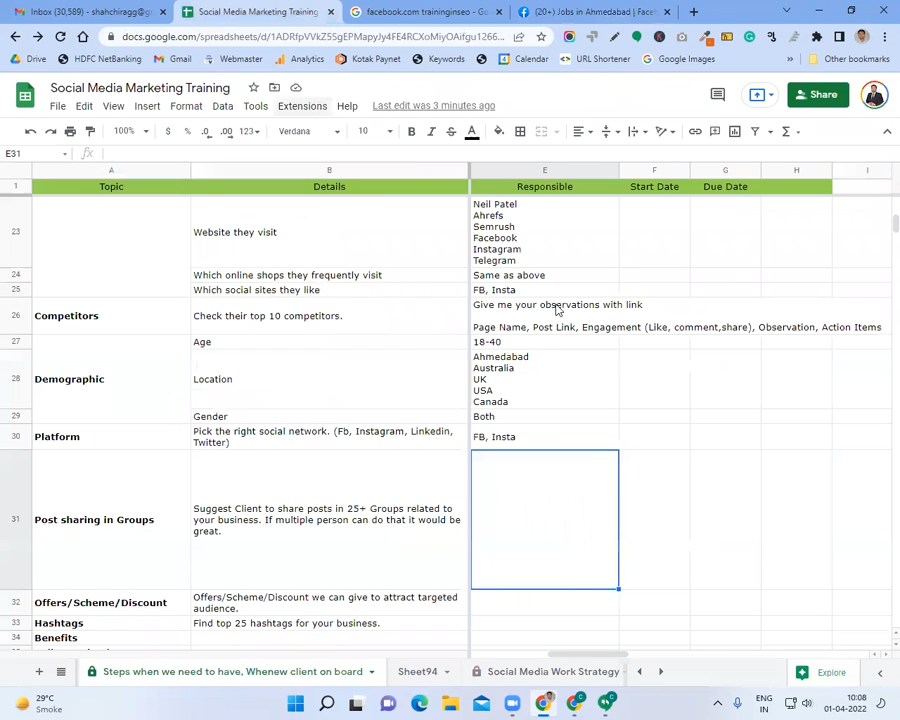 Inbox (30,589) - shahchiragg@g
Social Media Marketing Training
facebook.com traininginseo - Go
(20+) Jobs in Ahmedabad | Face
docs.google.com/spreadsheets/d/1ADRfpVVkZ5SgEPMapyJy4FE4RCXoMiyOAifgu1266...
Drive
HDFC NetBanking
Gmail
Webmaster
Analytics
Kotak Paynet
Keywords
Calendar
URL Shortener
Google Images
Other bookmarks
Social Media Marketing Training
File Edit View Insert Format Data Tools Extensions Help Last edit was 3 minutes ago
Share
100% $ % .0 .00 123 Verdana 10 B I S A
E31 fx
A B E F G H I
1 Topic Details Responsible Start Date Due Date
Neil Patel
Ahrefs
Semrush
23 Website they visit
Facebook
Instagram
Telegram
24 Which online shops they frequently visit Same as above
25 Which social sites they like FB, Insta
Give me your observations with link
26 Competitors Check their top 10 competitors.
Page Name, Post Link, Engagement (Like, comment,share), Observation, Action Items
27 Age 18-40
Ahmedabad
Australia
28 Demographic Location UK
USA
Canada
29 Gender Both
30 Platform Pick the right social network. (Fb, Instagram, Linkedin, Twitter) FB, Insta
31 Post sharing in Groups Suggest Client to share posts in 25+ Groups related to
your business. If multiple person can do that it would be
great.
32 Offers/Scheme/Discount Offers/Scheme/Discount we can give to attract targeted
audience.
33 Hashtags Find top 25 hashtags for your business.
34 Benefits
Steps when we need to have, Whenew client on board
Sheet94
Social Media Work Strategy
Explore
29°C
Smoke
ENG
IN
10:08
01-04-2022